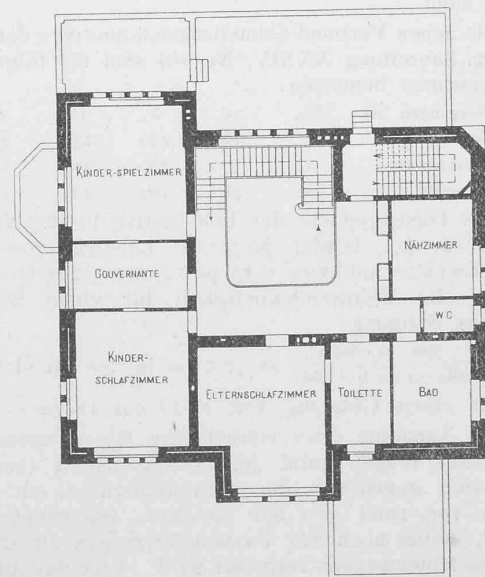 KINDER-SPIELZIMMER
NÄHZIMMER
GOUVERNANTE
W.C.
KINDER-
SCHLAFZIMMER
ELTERNSCHLAFZIMMER
TOILETTE
BAD